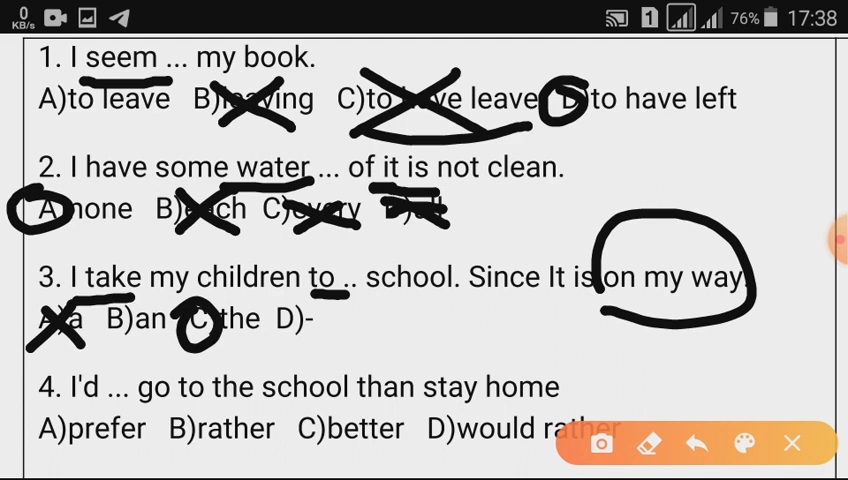 0
KB/s
1
76%
17:38
1. I seem ... my book.
A)to leave B)leaving C)to have leave D)to have left
2. I have some water ... of it is not clean.
A)none B)each C)every D)all
3. I take my children to .. school. Since It is on my way.
A)a B)an C)the D)-
4. I'd ... go to the school than stay home
A)prefer B)rather C)better D)would rather